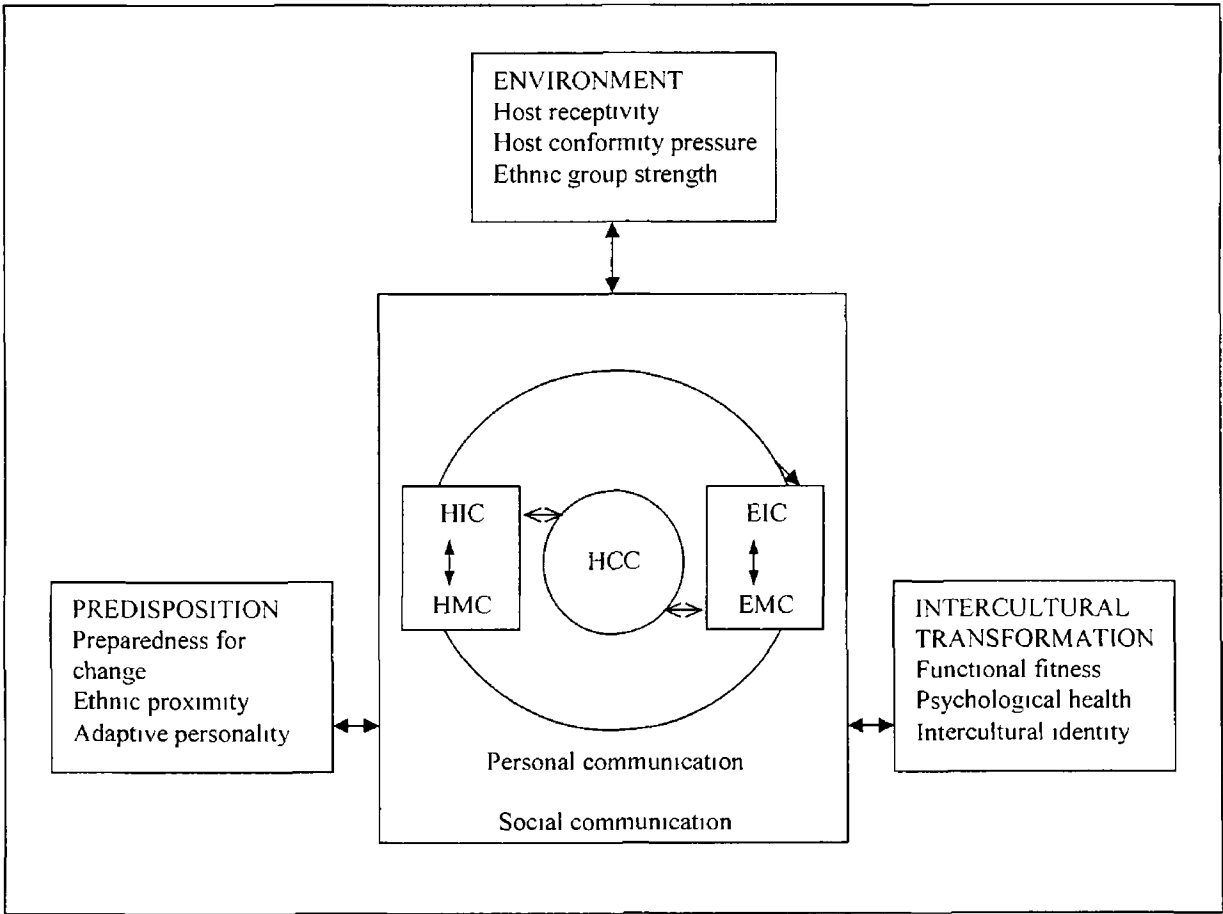 ENVIRONMENT
Host receptivity
Host conformity pressure
Ethnic group strength
HIC
HMC
HCC
EIC
EMC
PREDISPOSITION
Preparedness for
change
Ethnic proximity
Adaptive personality
INTERCULTURAL
TRANSFORMATION
Functional fitness
Psychological health
Intercultural identity
Personal communication
Social communication